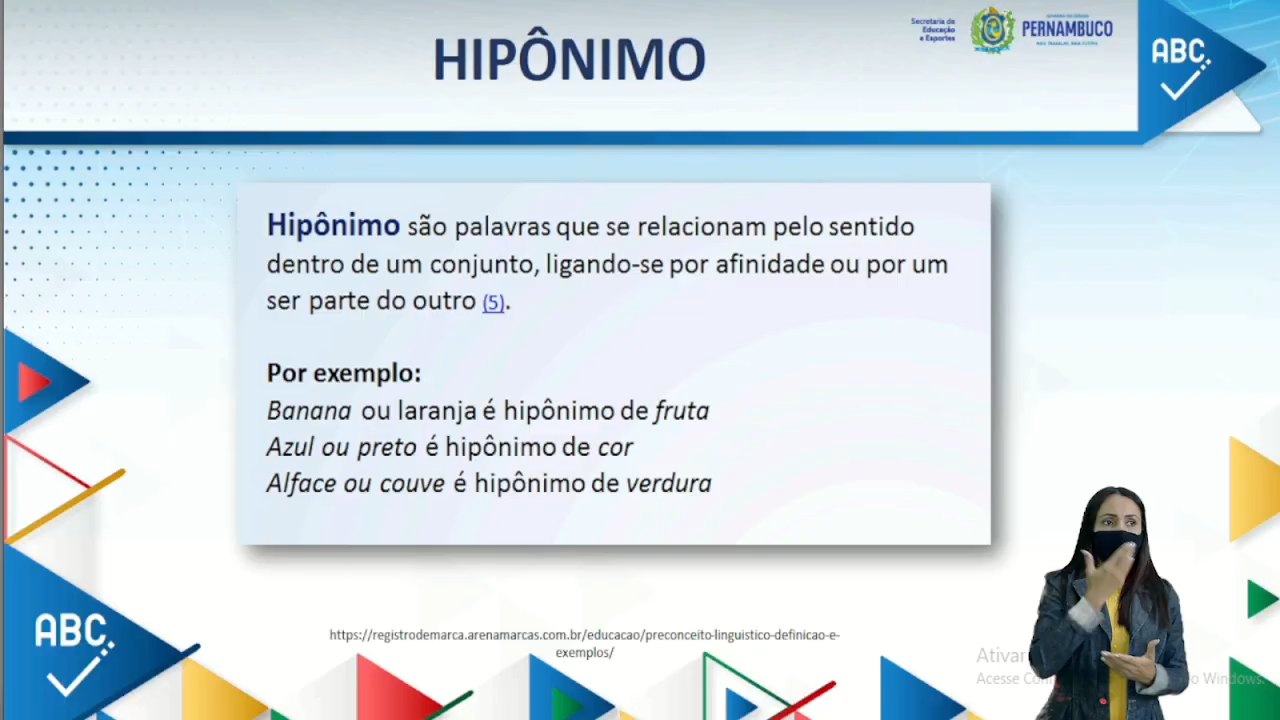 HIPÔNIMO
Secretaria de
Educação
e Esportes
PERNAMBUCO
ABC
Hipônimo são palavras que se relacionam pelo sentido
dentro de um conjunto, ligando-se por afinidade ou por um
ser parte do outro (5).
Por exemplo:
Banana ou laranja é hipônimo de fruta
Azul ou preto é hipônimo de cor
Alface ou couve é hipônimo de verdura
ABC
https://registrodemarca.arenamarcas.com.br/educacao/preconceito-linguistico-definicao-e-
exemplos/
Ativar
Acesse Windows.